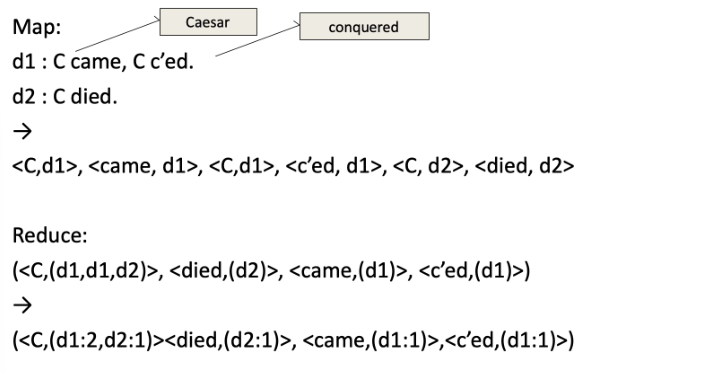 Map:
Caesar
conquered
d1 : C came, C c’ed.
d2 : C died.
→
<C,d1>, <came, d1>, <C,d1>, <c’ed, d1>, <C, d2>, <died, d2>
Reduce:
(<C,(d1,d1,d2)>, <died,(d2)>, <came,(d1)>, <c’ed,(d1)>)
→
(<C,(d1:2,d2:1)><died,(d2:1)>, <came,(d1:1)>,<c’ed,(d1:1)>)